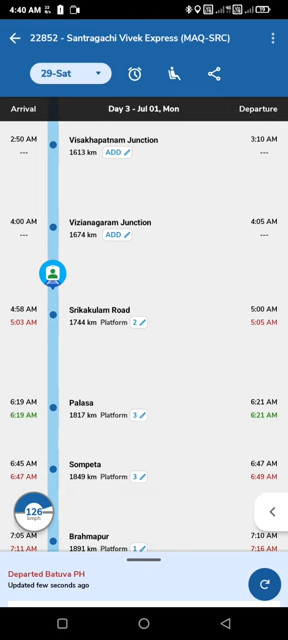 4:40 AM 22 B/s 19
22852 - Santragachi Vivek Express (MAQ-SRC)
29-Sat
Arrival Day 3 - Jul 01, Mon Departure
2:50 AM Visakhapatnam Junction 3:10 AM
--- 1613 km ADD ---
4:00 AM Vizianagaram Junction 4:05 AM
--- 1674 km ADD ---
4:58 AM Srikakulam Road 5:00 AM
5:03 AM 1744 km Platform 2 5:05 AM
6:19 AM Palasa 6:21 AM
6:19 AM 1817 km Platform 3 6:21 AM
6:45 AM Sompeta 6:47 AM
6:47 AM 1849 km Platform 3 6:49 AM
126
kmph
7:05 AM Brahmapur 7:10 AM
7:11 AM 1891 km Platform 1 7:16 AM
Departed Batuva PH
Updated few seconds ago